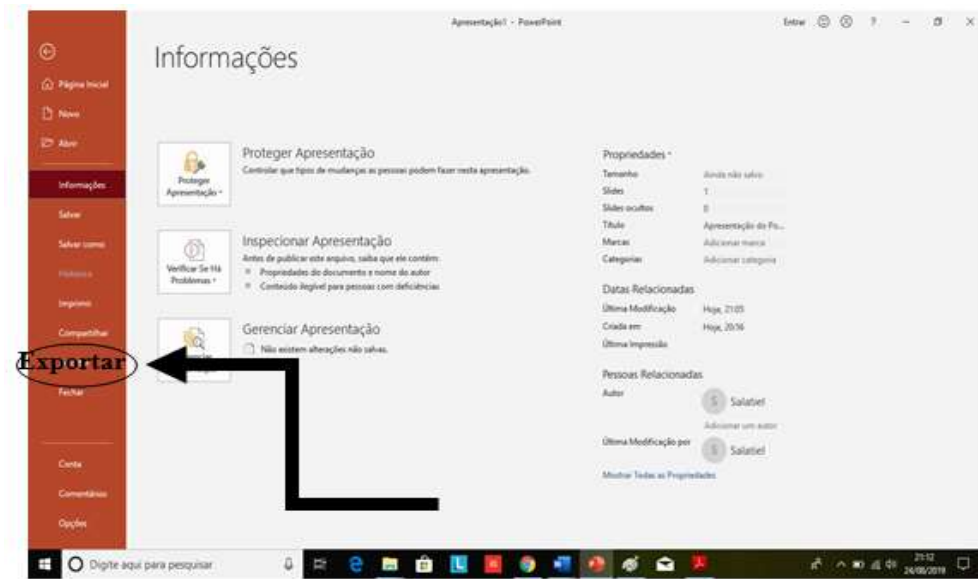 Apresentação1 - PowerPoint
Entrar
?
Informações
Página Inicial
Novo
Abrir
Informações
Salvar
Salvar como
Histórico
Imprimir
Compartilhar
Exportar
Fechar
Conta
Comentários
Opções
Proteger Apresentação
Proteger Apresentação
Controlar que tipos de mudanças as pessoas podem fazer nesta apresentação.
Verificar Se Há Problemas
Inspecionar Apresentação
Antes de publicar este arquivo, saiba que ele contém:
Propriedades do documento e nome do autor
Conteúdo ilegível para pessoas com deficiências
Gerenciar Apresentação
Não existem alterações não salvas.
Propriedades
Tamanho Ainda não salvo
Slides 1
Slides ocultos 0
Título Apresentação do Po...
Marcas Adicionar marca
Categorias Adicionar categoria
Datas Relacionadas
Última Modificação Hoje, 21:05
Criada em Hoje, 20:56
Última Impressão
Pessoas Relacionadas
Autor
S Salatiel
Adicionar um autor
Última Modificação por
S Salatiel
Mostrar Todas as Propriedades
Digite aqui para pesquisar
21:12
24/08/2019